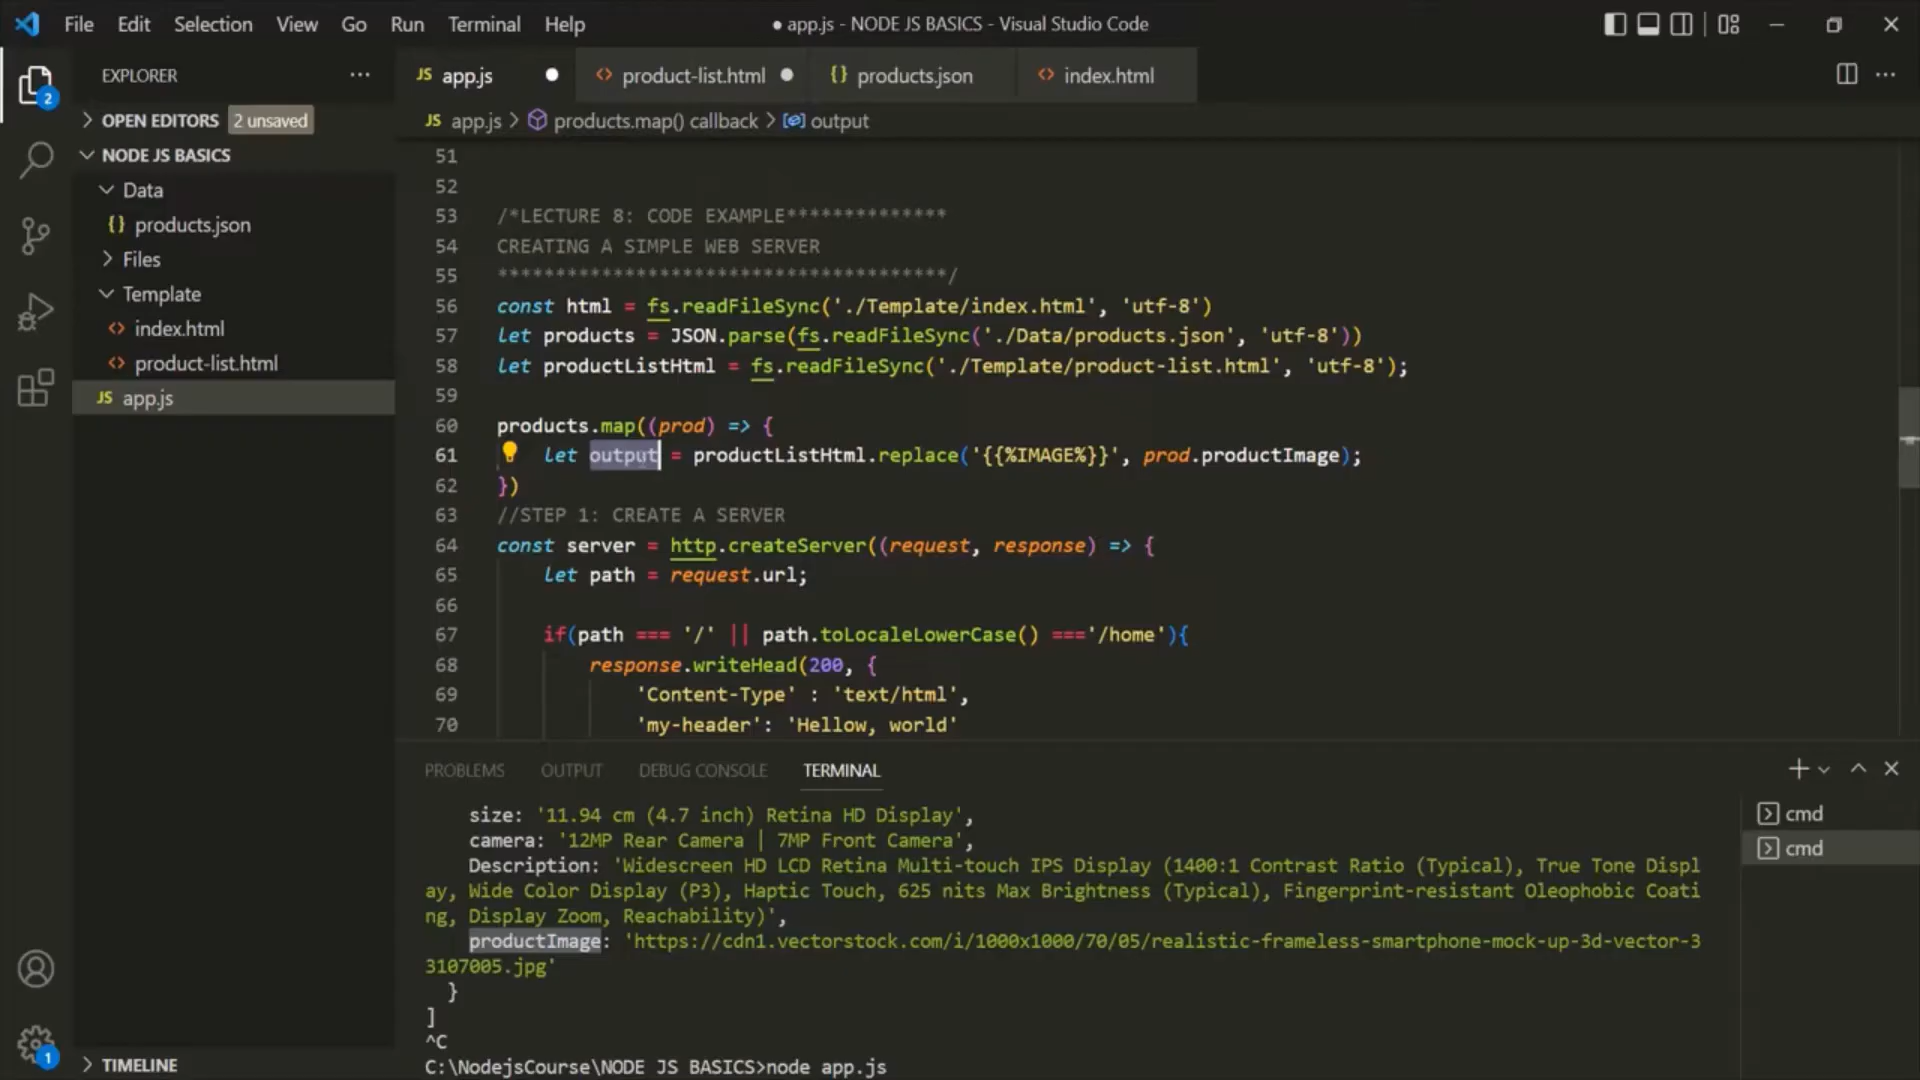 File Edit Selection View Go Run Terminal Help
● app.js - NODE JS BASICS - Visual Studio Code
EXPLORER
JS app.js ●
<> product-list.html ●
{} products.json
<> index.html
2
OPEN EDITORS 2 unsaved
JS app.js > products.map() callback > output
NODE JS BASICS
Data
{} products.json
Files
Template
<> index.html
<> product-list.html
JS app.js
51
52
53 /*LECTURE 8: CODE EXAMPLE**************
54 CREATING A SIMPLE WEB SERVER
55 ***************************************/
56 const html = fs.readFileSync('./Template/index.html', 'utf-8')
57 let products = JSON.parse(fs.readFileSync('./Data/products.json', 'utf-8'))
58 let productListHtml = fs.readFileSync('./Template/product-list.html', 'utf-8');
59
60 products.map((prod) => {
61 let output = productListHtml.replace('{{%IMAGE%}}', prod.productImage);
62 })
63 //STEP 1: CREATE A SERVER
64 const server = http.createServer((request, response) => {
65 let path = request.url;
66
67 if(path === '/' || path.toLocaleLowerCase() ==='/home'){
68 response.writeHead(200, {
69 'Content-Type' : 'text/html',
70 'my-header': 'Hellow, world'
PROBLEMS OUTPUT DEBUG CONSOLE TERMINAL
size: '11.94 cm (4.7 inch) Retina HD Display',
camera: '12MP Rear Camera | 7MP Front Camera',
Description: 'Widescreen HD LCD Retina Multi-touch IPS Display (1400:1 Contrast Ratio (Typical), True Tone Displ
ay, Wide Color Display (P3), Haptic Touch, 625 nits Max Brightness (Typical), Fingerprint-resistant Oleophobic Coati
ng, Display Zoom, Reachability)',
productImage: 'https://cdn1.vectorstock.com/i/1000x1000/70/05/realistic-frameless-smartphone-mock-up-3d-vector-3
3107005.jpg'
}
]
^C
C:\NodejsCourse\NODE JS BASICS>node app.js
cmd
cmd
1
TIMELINE